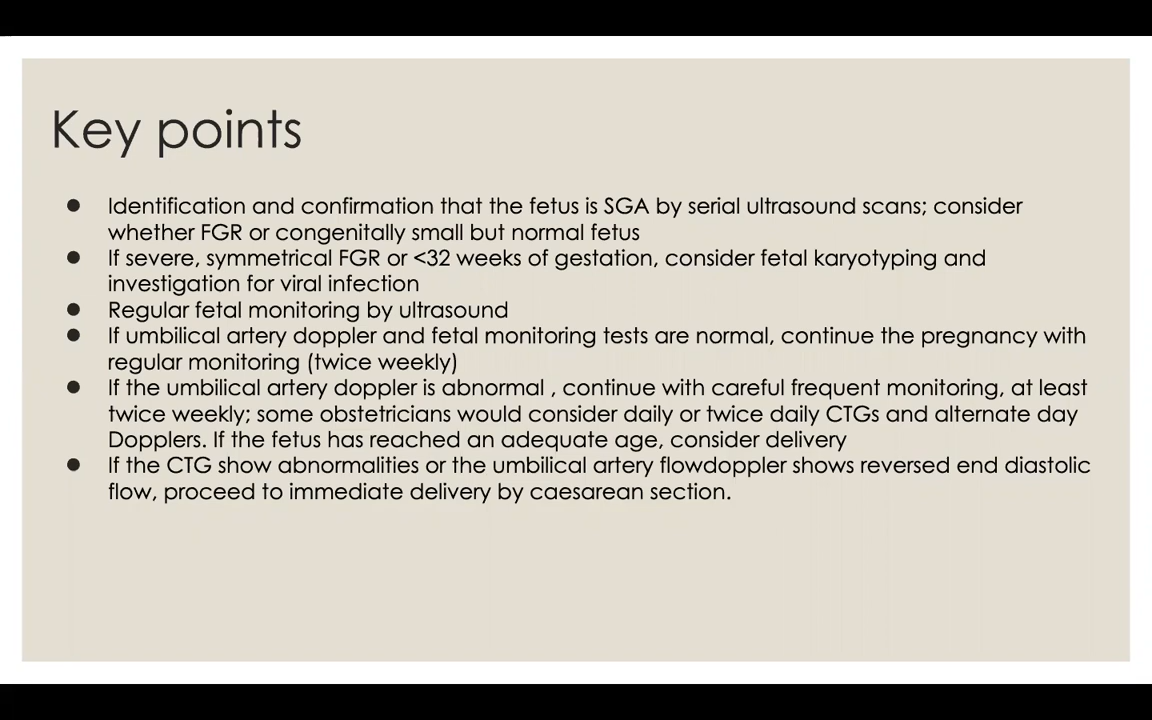 Key points
● Identification and confirmation that the fetus is SGA by serial ultrasound scans; consider
whether FGR or congenitally small but normal fetus
● If severe, symmetrical FGR or <32 weeks of gestation, consider fetal karyotyping and
investigation for viral infection
● Regular fetal monitoring by ultrasound
● If umbilical artery doppler and fetal monitoring tests are normal, continue the pregnancy with
regular monitoring (twice weekly)
● If the umbilical artery doppler is abnormal , continue with careful frequent monitoring, at least
twice weekly; some obstetricians would consider daily or twice daily CTGs and alternate day
Dopplers. If the fetus has reached an adequate age, consider delivery
● If the CTG show abnormalities or the umbilical artery flowdoppler shows reversed end diastolic
flow, proceed to immediate delivery by caesarean section.